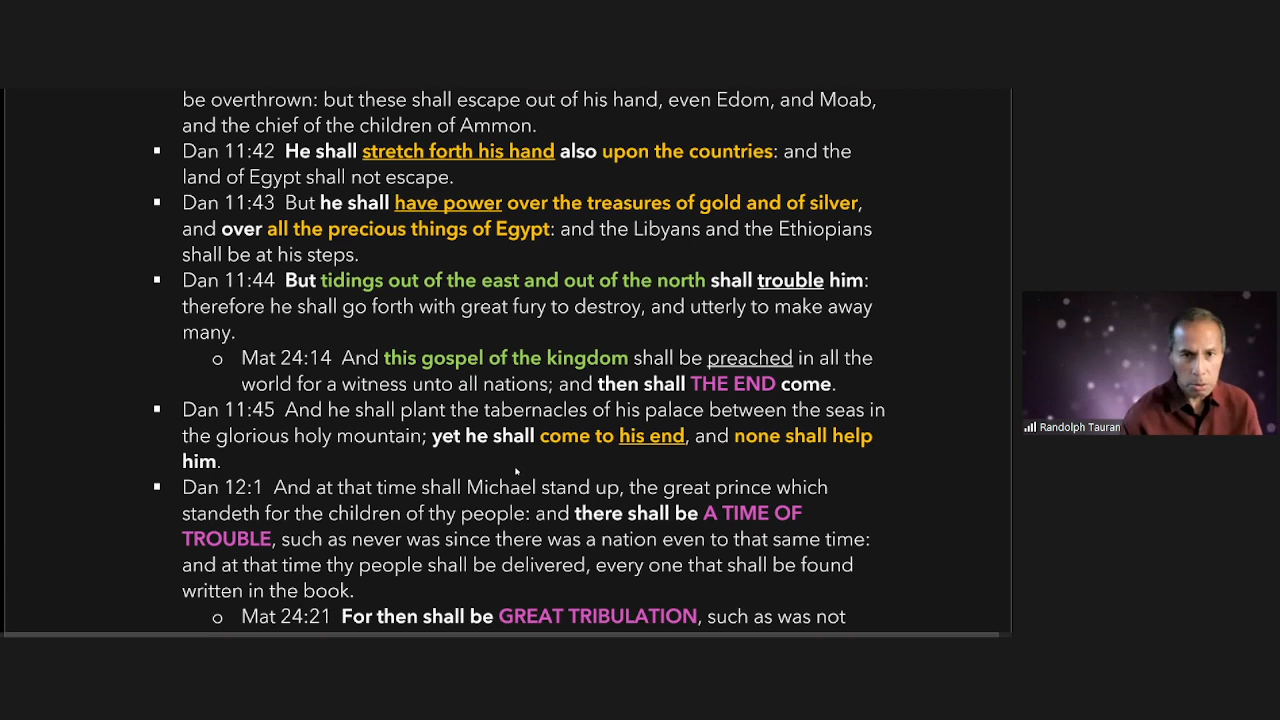 be overthrown: but these shall escape out of his hand, even Edom, and Moab,
and the chief of the children of Ammon.
▪ Dan 11:42 He shall stretch forth his hand also upon the countries: and the
land of Egypt shall not escape.
▪ Dan 11:43 But he shall have power over the treasures of gold and of silver,
and over all the precious things of Egypt: and the Libyans and the Ethiopians
shall be at his steps.
▪ Dan 11:44 But tidings out of the east and out of the north shall trouble him:
therefore he shall go forth with great fury to destroy, and utterly to make away
many.
o Mat 24:14 And this gospel of the kingdom shall be preached in all the
world for a witness unto all nations; and then shall THE END come.
▪ Dan 11:45 And he shall plant the tabernacles of his palace between the seas in
the glorious holy mountain; yet he shall come to his end, and none shall help
him.
▪ Dan 12:1 And at that time shall Michael stand up, the great prince which
standeth for the children of thy people: and there shall be A TIME OF
TROUBLE, such as never was since there was a nation even to that same time:
and at that time thy people shall be delivered, every one that shall be found
written in the book.
o Mat 24:21 For then shall be GREAT TRIBULATION, such as was not
Randolph Tauran